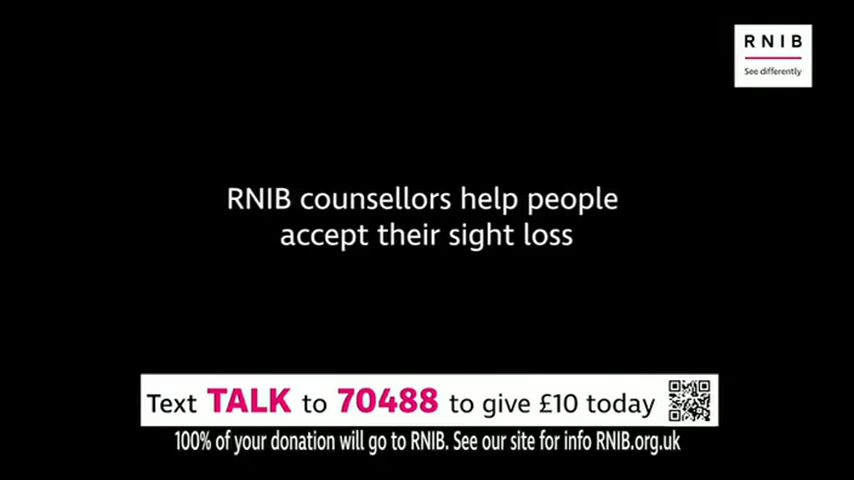 RNIB
See differently
RNIB counsellors help people
accept their sight loss
Text TALK to 70488 to give £10 today
100% of your donation will go to RNIB. See our site for info RNIB.org.uk